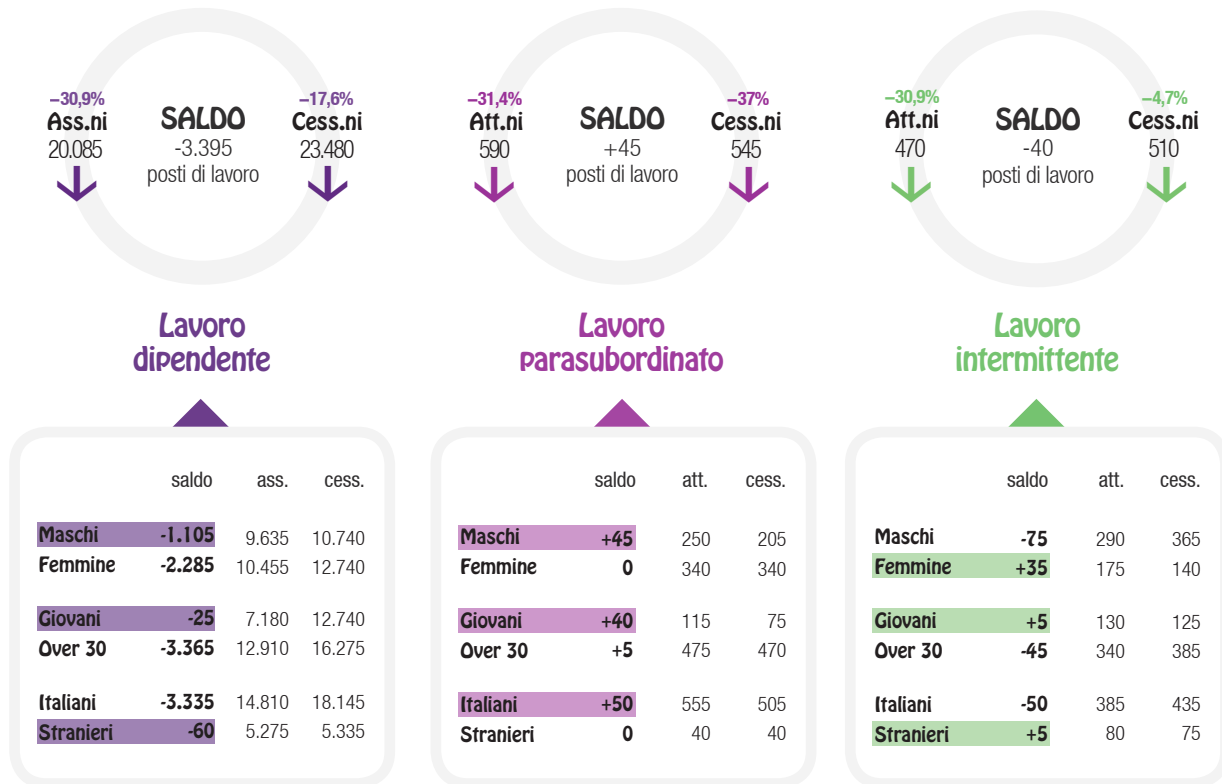 –30,9%
Ass.ni
20.085
SALDO
-3.395
posti di lavoro
–17,6%
Cess.ni
23.480
–31,4%
Att.ni
590
SALDO
+45
posti di lavoro
–37%
Cess.ni
545
–30,9%
Att.ni
470
SALDO
-40
posti di lavoro
–4,7%
Cess.ni
510
Lavoro
dipendente
Lavoro
parasubordinato
Lavoro
intermittente
saldo ass. cess.
Maschi -1.105 9.635 10.740
Femmine -2.285 10.455 12.740
Giovani -25 7.180 12.740
Over 30 -3.365 12.910 16.275
Italiani -3.335 14.810 18.145
Stranieri -60 5.275 5.335
saldo att. cess.
Maschi +45 250 205
Femmine 0 340 340
Giovani +40 115 75
Over 30 +5 475 470
Italiani +50 555 505
Stranieri 0 40 40
saldo att. cess.
Maschi -75 290 365
Femmine +35 175 140
Giovani +5 130 125
Over 30 -45 340 385
Italiani -50 385 435
Stranieri +5 80 75